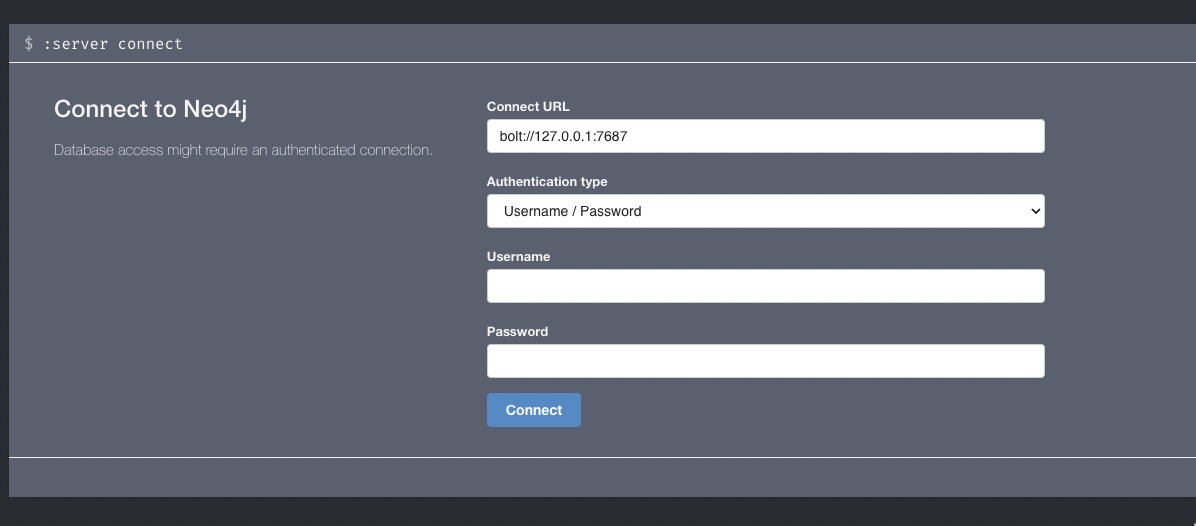 $ :server connect
Connect to Neo4j
Database access might require an authenticated connection.
Connect URL
bolt://127.0.0.1:7687
Authentication type
Username / Password
Username
Password
Connect